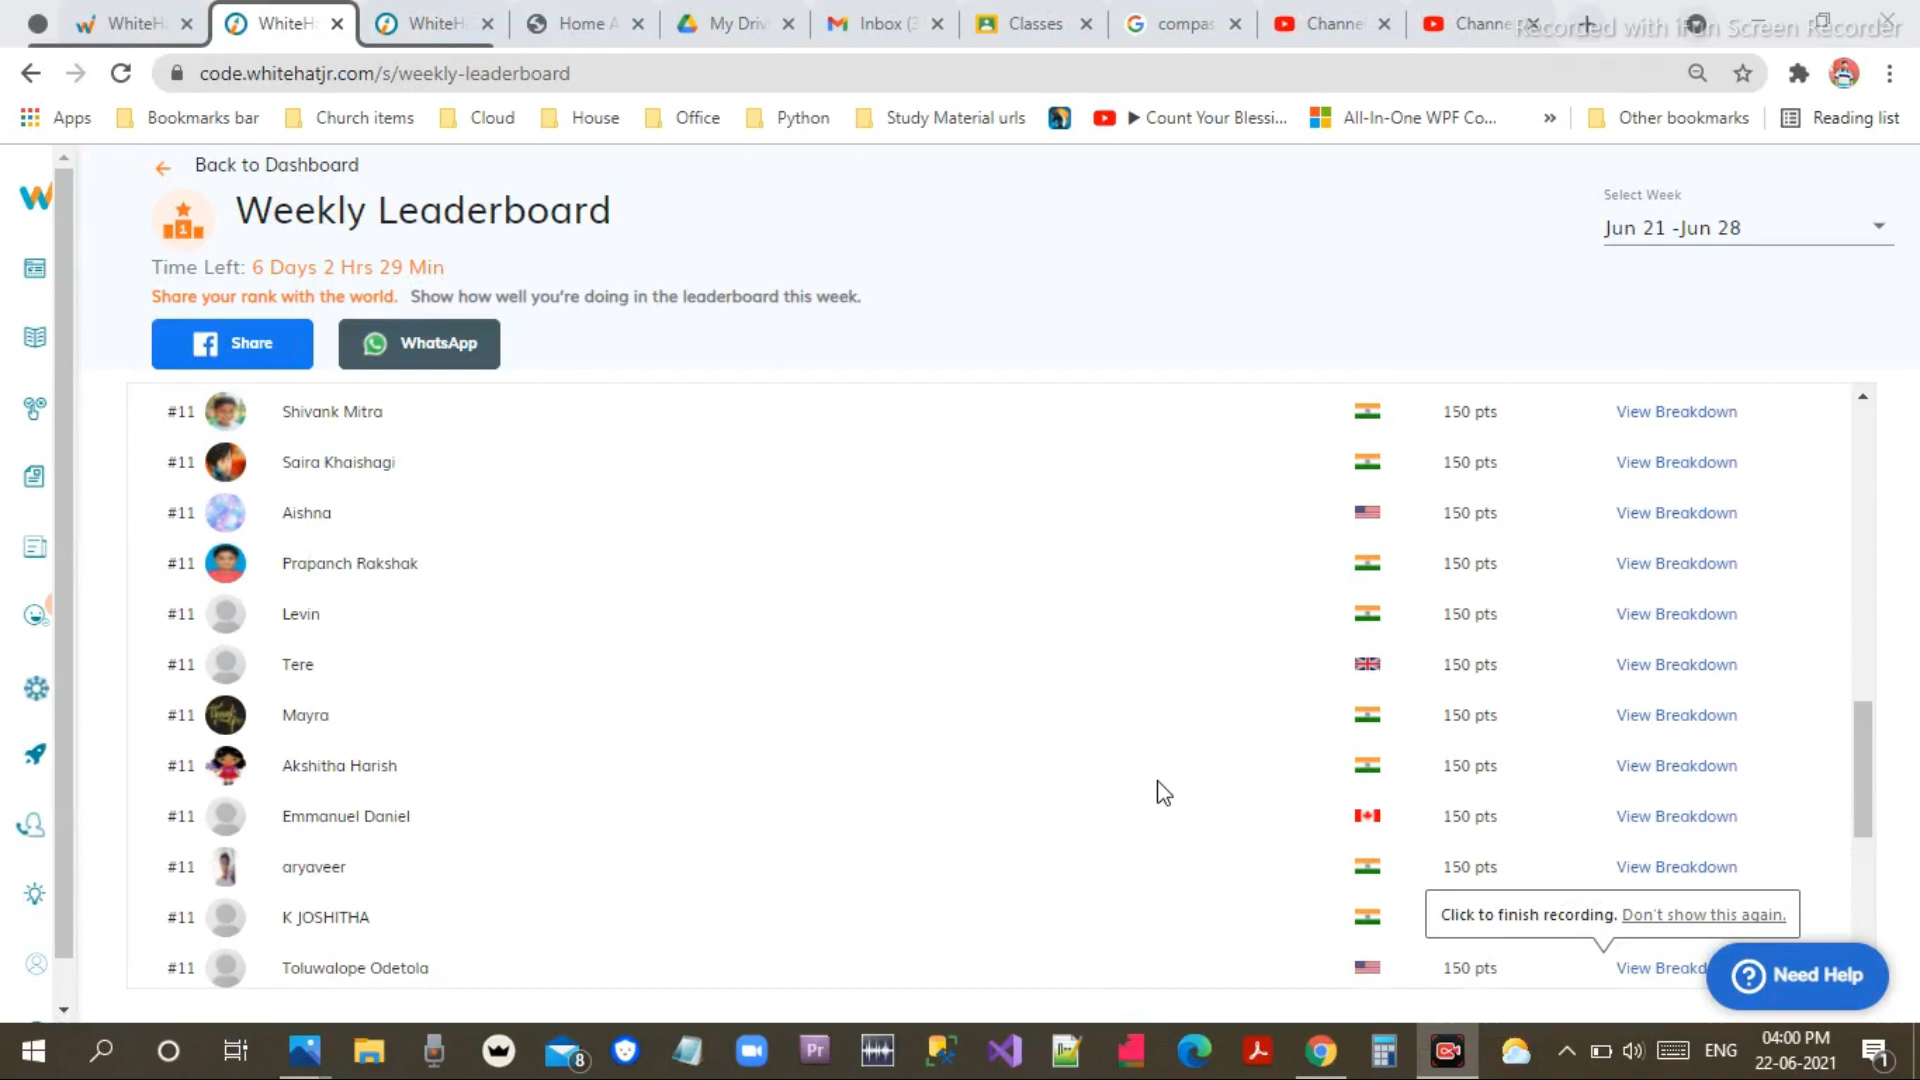 WhiteH
WhiteH
WhiteH
Home A
My Driv
Inbox (3
Classes
compas
Channe
Channe
Recorded with iFun Screen Recorder
code.whitehatjr.com/s/weekly-leaderboard
Apps
Bookmarks bar
Church items
Cloud
House
Office
Python
Study Material urls
▶ Count Your Blessi...
All-In-One WPF Co...
»
Other bookmarks
Reading list
Back to Dashboard
Weekly Leaderboard
Select Week
Jun 21 -Jun 28
Time Left: 6 Days 2 Hrs 29 Min
Share your rank with the world. Show how well you're doing in the leaderboard this week.
Share
WhatsApp
#11 Shivank Mitra 150 pts View Breakdown
#11 Saira Khaishagi 150 pts View Breakdown
#11 Aishna 150 pts View Breakdown
#11 Prapanch Rakshak 150 pts View Breakdown
#11 Levin 150 pts View Breakdown
#11 Tere 150 pts View Breakdown
#11 Mayra 150 pts View Breakdown
#11 Akshitha Harish 150 pts View Breakdown
#11 Emmanuel Daniel 150 pts View Breakdown
#11 aryaveer 150 pts View Breakdown
#11 K JOSHITHA
Click to finish recording. Don't show this again.
#11 Toluwalope Odetola 150 pts View Breakd
Need Help
8
Pr
ENG
04:00 PM
22-06-2021
1